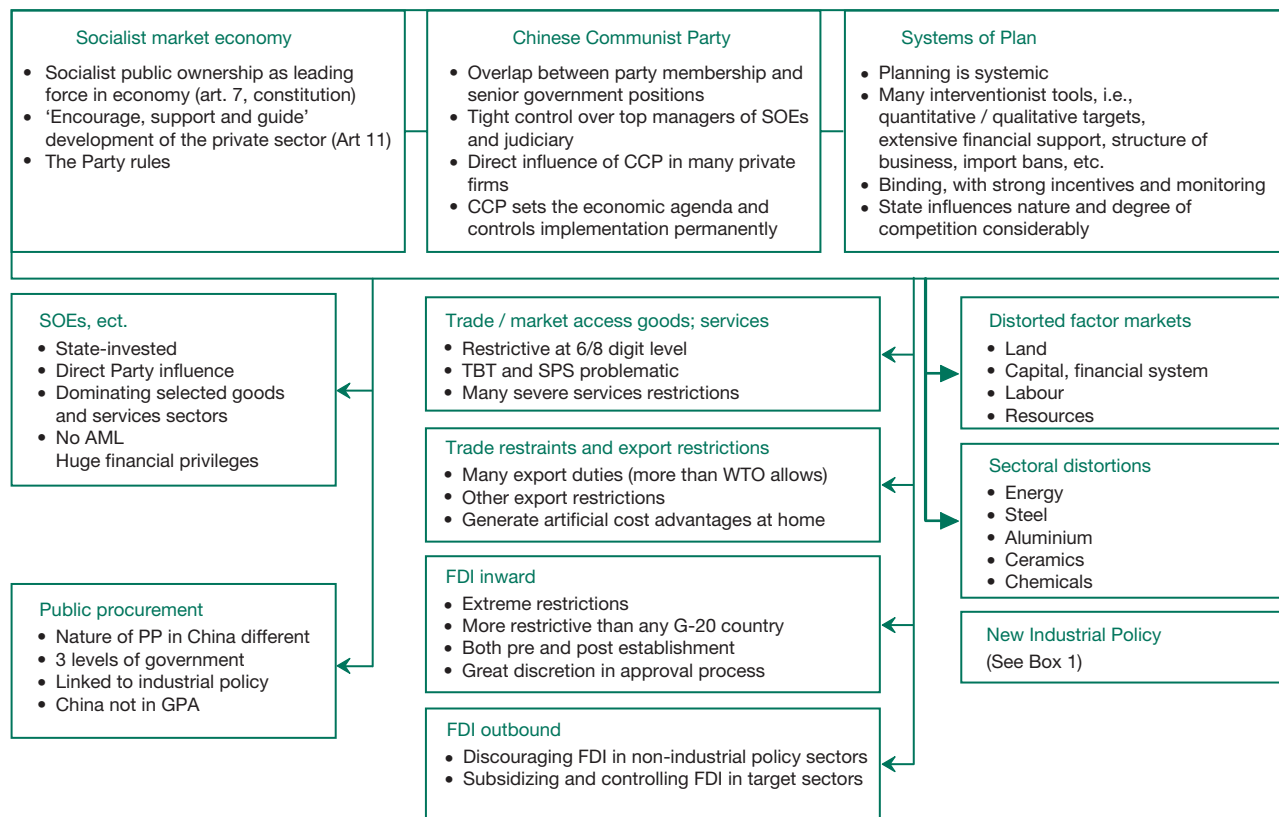 Socialist market economy
• Socialist public ownership as leading
force in economy (art. 7, constitution)
• ‘Encourage, support and guide’
development of the private sector (Art 11)
• The Party rules
Chinese Communist Party
• Overlap between party membership and
senior government positions
• Tight control over top managers of SOEs
and judiciary
• Direct influence of CCP in many private
firms
• CCP sets the economic agenda and
controls implementation permanently
Systems of Plan
• Planning is systemic
• Many interventionist tools, i.e.,
quantitative / qualitative targets,
extensive financial support, structure of
business, import bans, etc.
• Binding, with strong incentives and monitoring
• State influences nature and degree of
competition considerably
SOEs, ect.
• State-invested
• Direct Party influence
• Dominating selected goods
and services sectors
• No AML
Huge financial privileges
Public procurement
• Nature of PP in China different
• 3 levels of government
• Linked to industrial policy
• China not in GPA
Trade / market access goods; services
• Restrictive at 6/8 digit level
• TBT and SPS problematic
• Many severe services restrictions
Trade restraints and export restrictions
• Many export duties (more than WTO allows)
• Other export restrictions
• Generate artificial cost advantages at home
FDI inward
• Extreme restrictions
• More restrictive than any G-20 country
• Both pre and post establishment
• Great discretion in approval process
FDI outbound
• Discouraging FDI in non-industrial policy sectors
• Subsidizing and controlling FDI in target sectors
Distorted factor markets
• Land
• Capital, financial system
• Labour
• Resources
Sectoral distortions
• Energy
• Steel
• Aluminium
• Ceramics
• Chemicals
New Industrial Policy
(See Box 1)